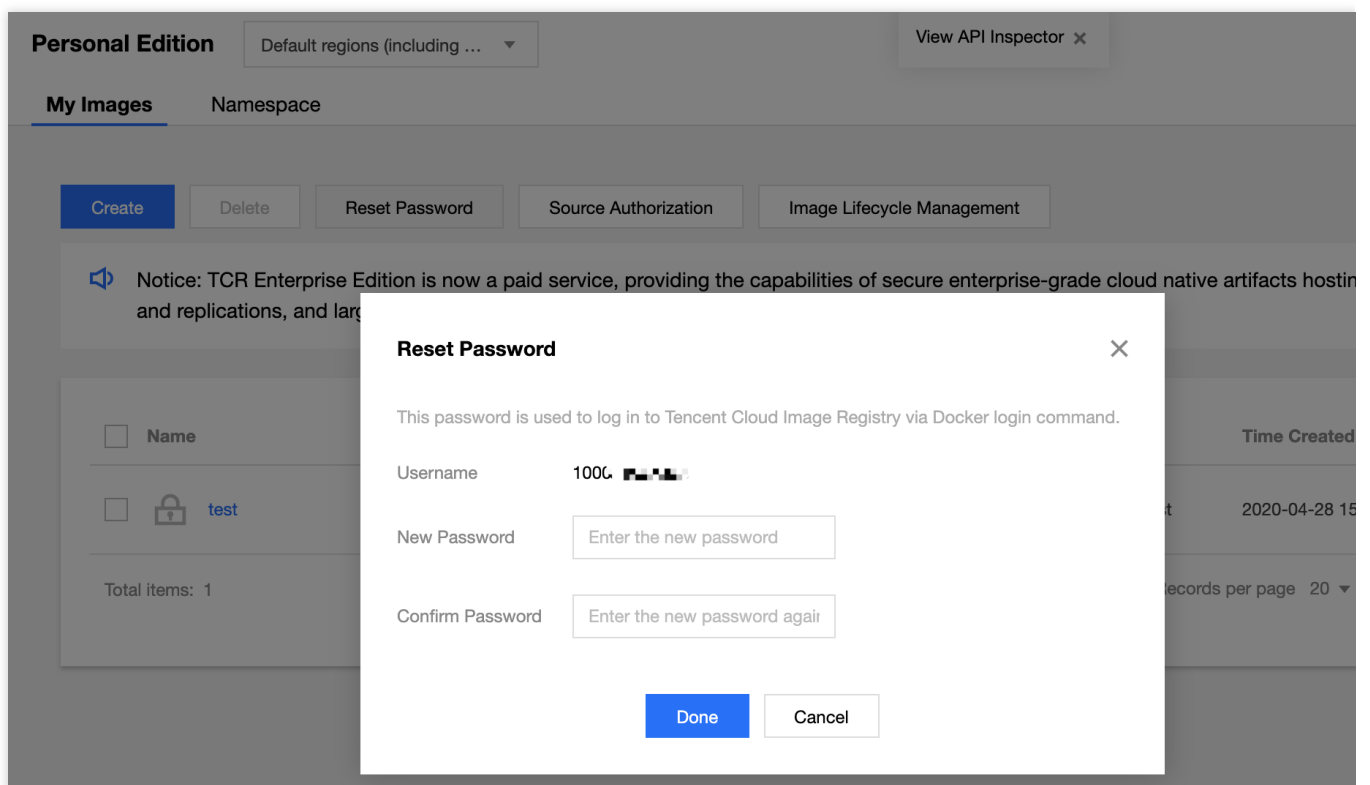 Personal Edition
Default regions (including ...
View API Inspector
My Images
Namespace
Create
Delete
Reset Password
Source Authorization
Image Lifecycle Management
Notice: TCR Enterprise Edition is now a paid service, providing the capabilities of secure enterprise-grade cloud native artifacts hostin
and replications, and larg
Reset Password
This password is used to log in to Tencent Cloud Image Registry via Docker login command.
Name
Time Created
Username
100
test
2020-04-28 15
New Password
Enter the new password
Total items: 1
ecords per page 20
Confirm Password
Enter the new password again
Done
Cancel